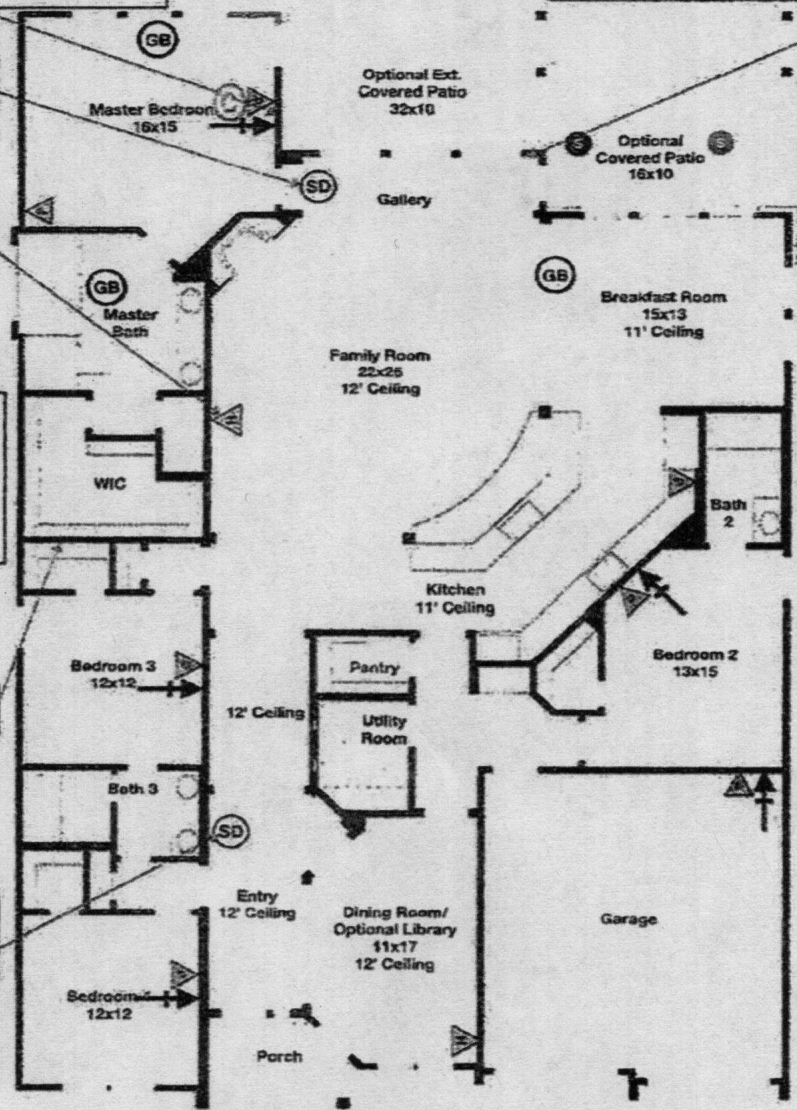 GB
Master Bedroom
16x15
Optional Ext.
Covered Patio
32x10
S
Optional
Covered Patio
16x10
S
SD
Gallery
GB
Master
Bath
GB
Breakfast Room
15x13
11' Ceiling
Family Room
22x25
12' Ceiling
WIC
Bath
2
Kitchen
11' Ceiling
Bedroom 3
12x12
Pantry
Bedroom 2
13x15
12' Ceiling
Utility
Room
Bath 3
SD
Entry
12' Ceiling
Dining Room/
Optional Library
11x17
12' Ceiling
Garage
Bedroom
12x12
Porch